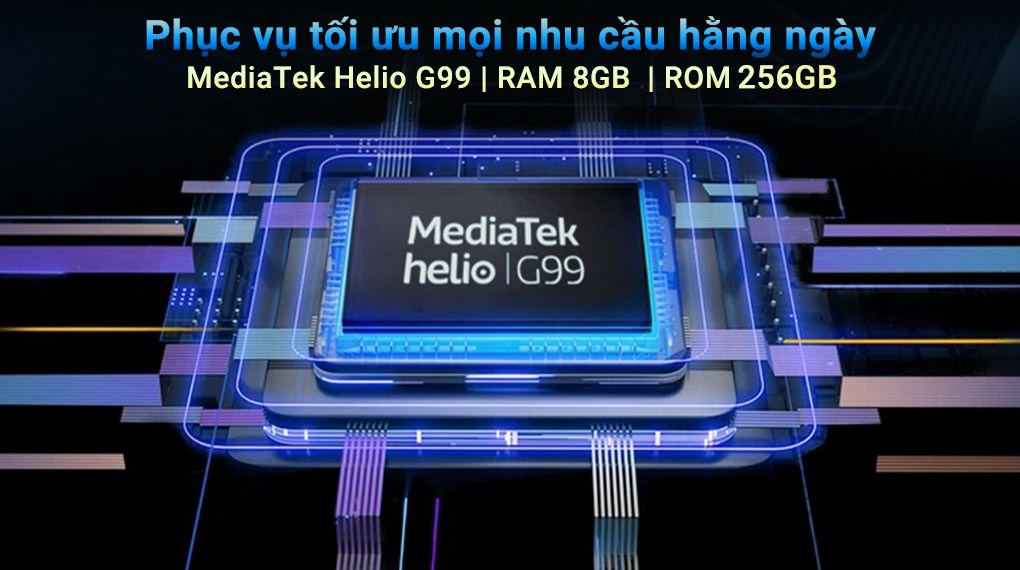 Phục vụ tối ưu mọi nhu cầu hằng ngày
MediaTek Helio G99 | RAM 8GB | ROM 256GB
MediaTek
helio | G99